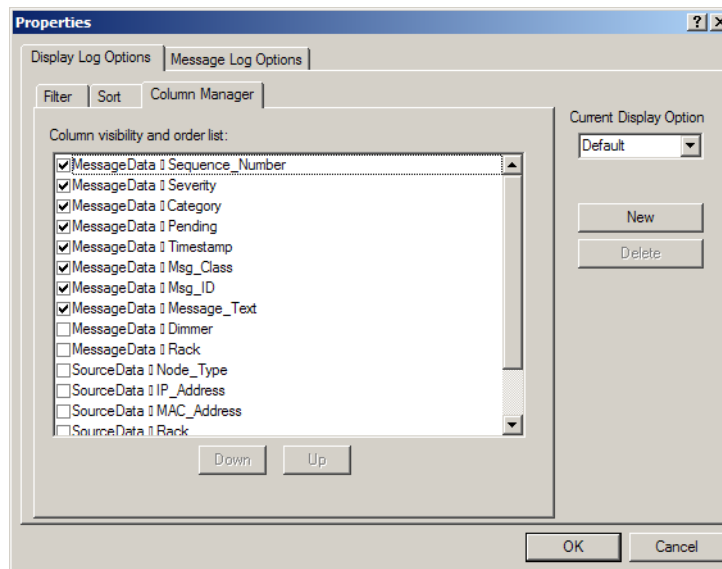 Properties
Display Log Options
Message Log Options
Filter
Sort
Column Manager
Column visibility and order list:
MessageData ▯ Sequence_Number
MessageData ▯ Severity
MessageData ▯ Category
MessageData ▯ Pending
MessageData ▯ Timestamp
MessageData ▯ Msg_Class
MessageData ▯ Msg_ID
MessageData ▯ Message_Text
MessageData ▯ Dimmer
MessageData ▯ Rack
SourceData ▯ Node_Type
SourceData ▯ IP_Address
SourceData ▯ MAC_Address
SourceData ▯ Rack
Down
Up
Current Display Option
Default
New
Delete
OK
Cancel